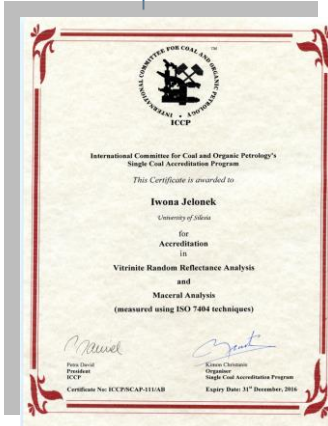 INTERNATIONAL COMMITTEE FOR COAL AND ORGANIC PETROLOGY
TM
ICCP
International Committee for Coal and Organic Petrology's
Single Coal Accreditation Program
This Certificate is awarded to
Iwona Jelonek
University of Silesia
for
Accreditation
in
Vitrinite Random Reflectance Analysis
and
Maceral Analysis
(measured using ISO 7404 techniques)
President
ICCP
Organiser
Single Coal Accreditation Program
Certificate No: ICCP/SCAP-111/AB
Expiry Date: 31st December, 2016